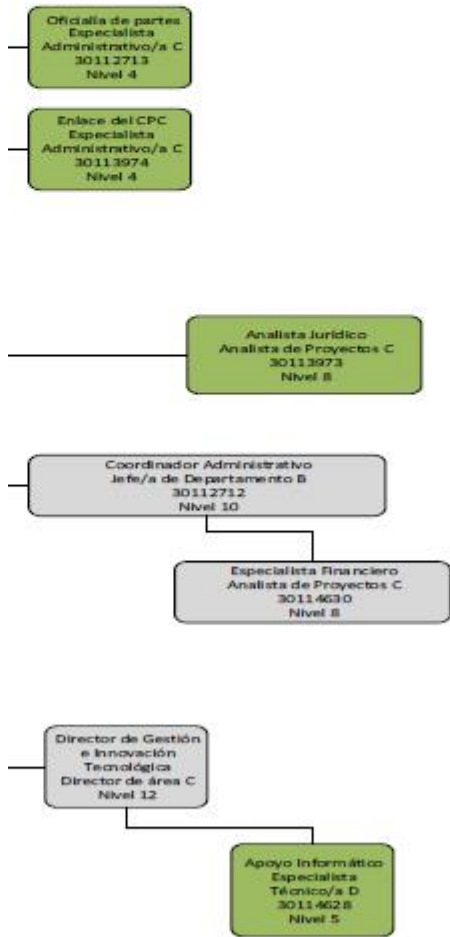 Oficialía de partes
Especialista
Administrativo/a C
30112713
Nivel 4
Enlace del CPC
Especialista
Administrativo/a C
30113974
Nivel 4
Analista Jurídico
Analista de Proyectos C
30113973
Nivel 8
Coordinador Administrativo
Jefe/a de Departamento B
30112712
Nivel 10
Especialista Financiero
Analista de Proyectos C
30114630
Nivel 8
Director de Gestión
e Innovación
Tecnológica
Director de área C
Nivel 12
Apoyo Informático
Especialista
Técnico/a D
30114628
Nivel 5